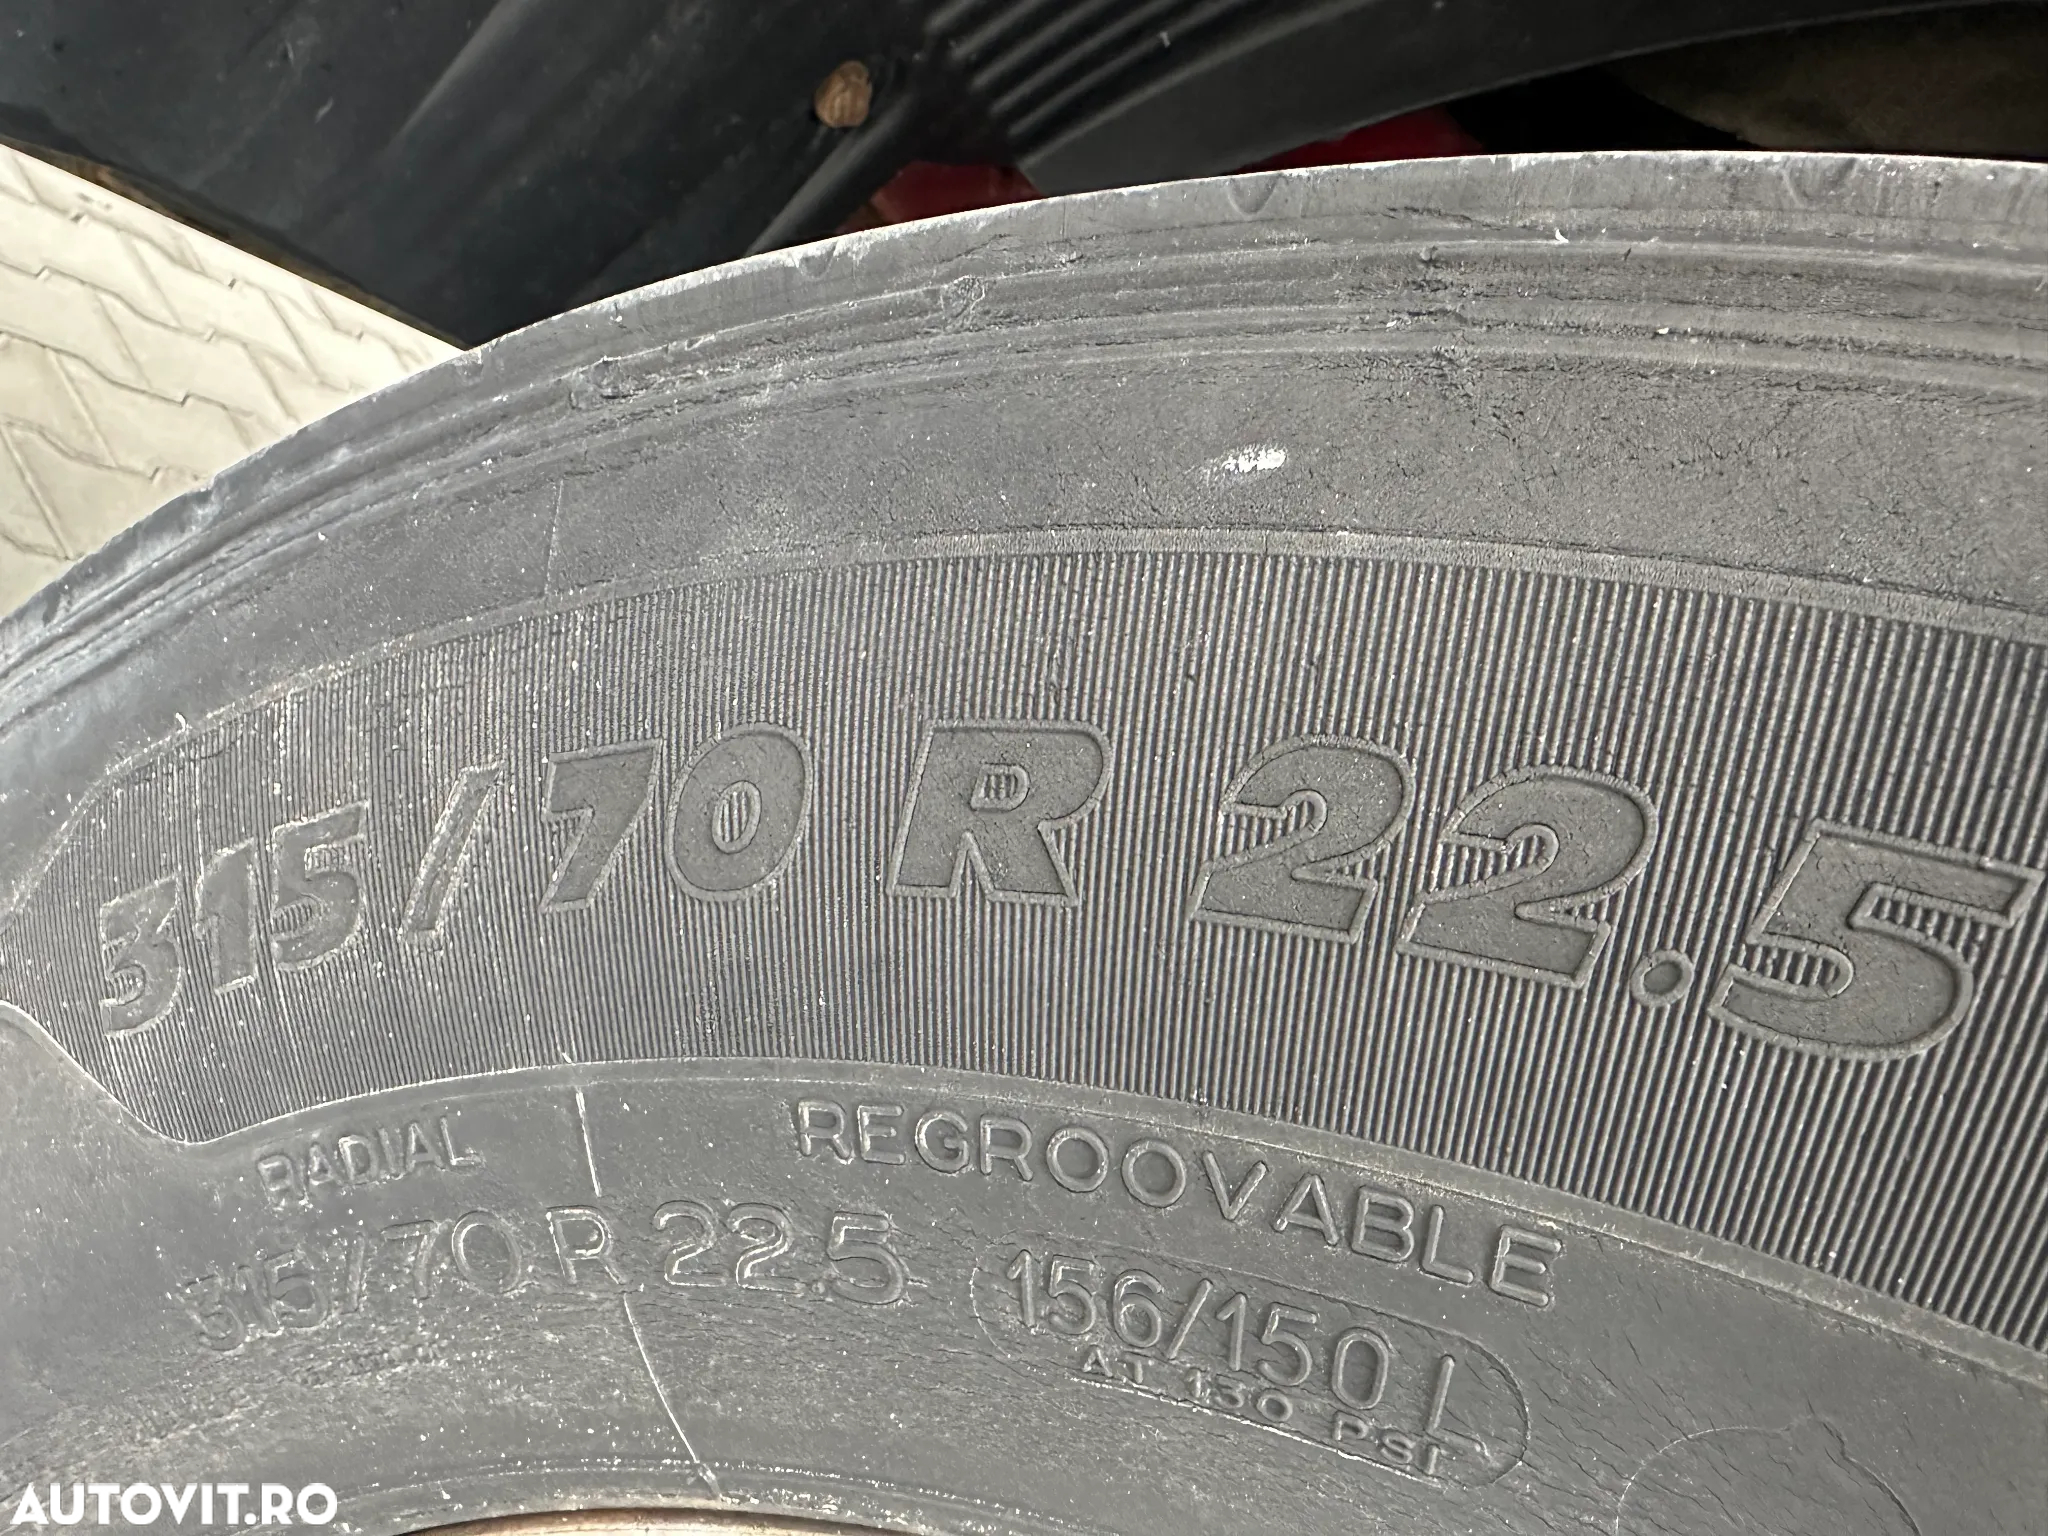 315/70 R 22.5
RADIAL
REGROOVABLE
315/70 R 22.5
156/150 L
AT 130 PSI
AUTOVIT.RO